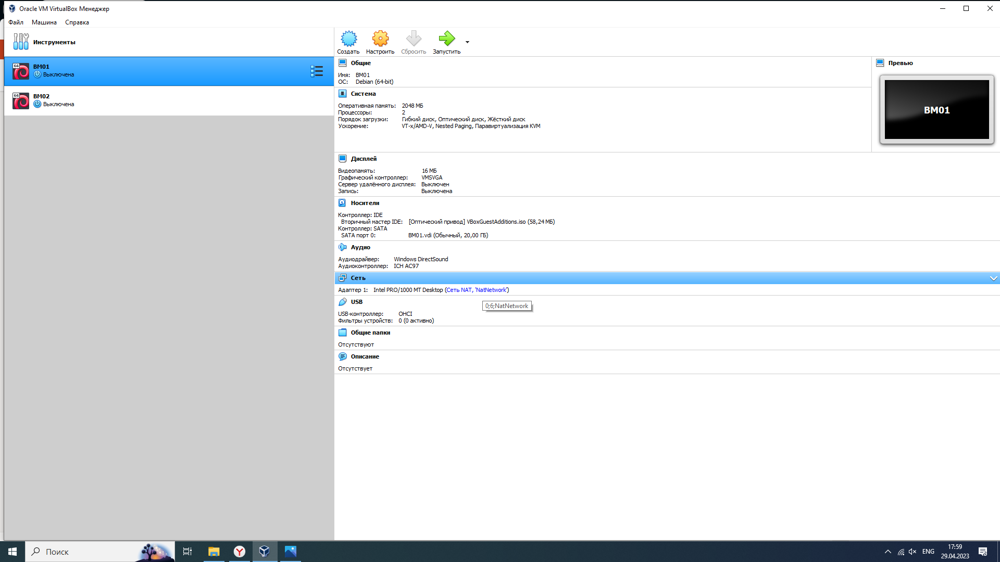 Oracle VM VirtualBox Менеджер
Файл Машина Справка
Инструменты
Создать Настроить Сбросить Запустить
64
BM01
Выключена
64
BM02
Выключена
Общие
Имя: BM01
ОС: Debian (64-bit)
Система
Оперативная память: 2048 МБ
Процессоры: 2
Порядок загрузки: Гибкий диск, Оптический диск, Жёсткий диск
Ускорение: VT-x/AMD-V, Nested Paging, Паравиртуализация KVM
Превью
BM01
Дисплей
Видеопамять: 16 МБ
Графический контроллер: VMSVGA
Сервер удалённого дисплея: Выключен
Запись: Выключена
Носители
Контроллер: IDE
Вторичный мастер IDE: [Оптический привод] VBoxGuestAdditions.iso (58,24 МБ)
Контроллер: SATA
SATA порт 0: BM01.vdi (Обычный, 20,00 ГБ)
Аудио
Аудиодрайвер: Windows DirectSound
Аудиоконтроллер: ICH AC97
Сеть
Адаптер 1: Intel PRO/1000 MT Desktop (Сеть NAT, 'NatNetwork')
USB
0;6;NatNetwork
USB-контроллер: OHCI
Фильтры устройств: 0 (0 активно)
Общие папки
Отсутствуют
Описание
Отсутствует
Поиск
ENG
17:59
29.04.2023